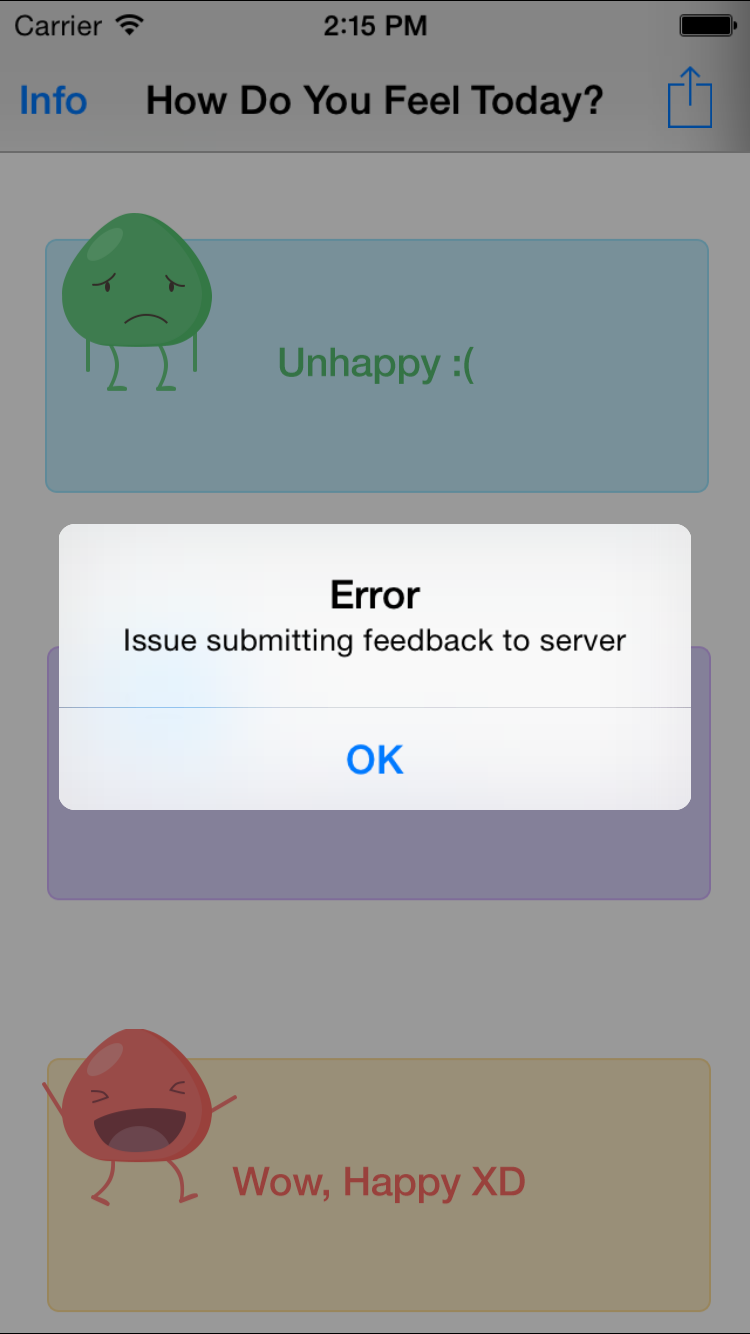 Carrier 2:15 PM
Info How Do You Feel Today?
Unhappy :(
Error
Issue submitting feedback to server
OK
Wow, Happy XD